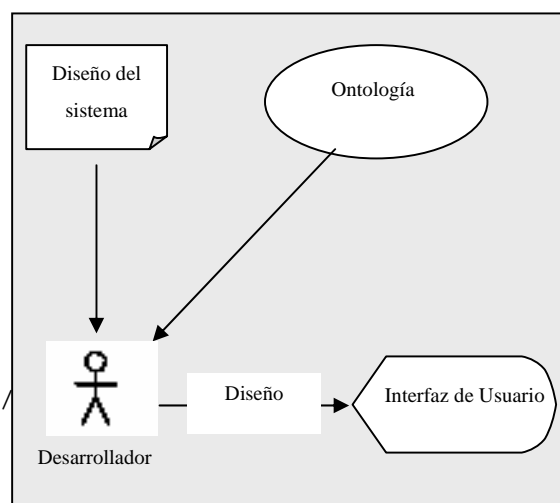 Diseño del
sistema
Ontología
Diseño
Interfaz de Usuario
Desarrollador